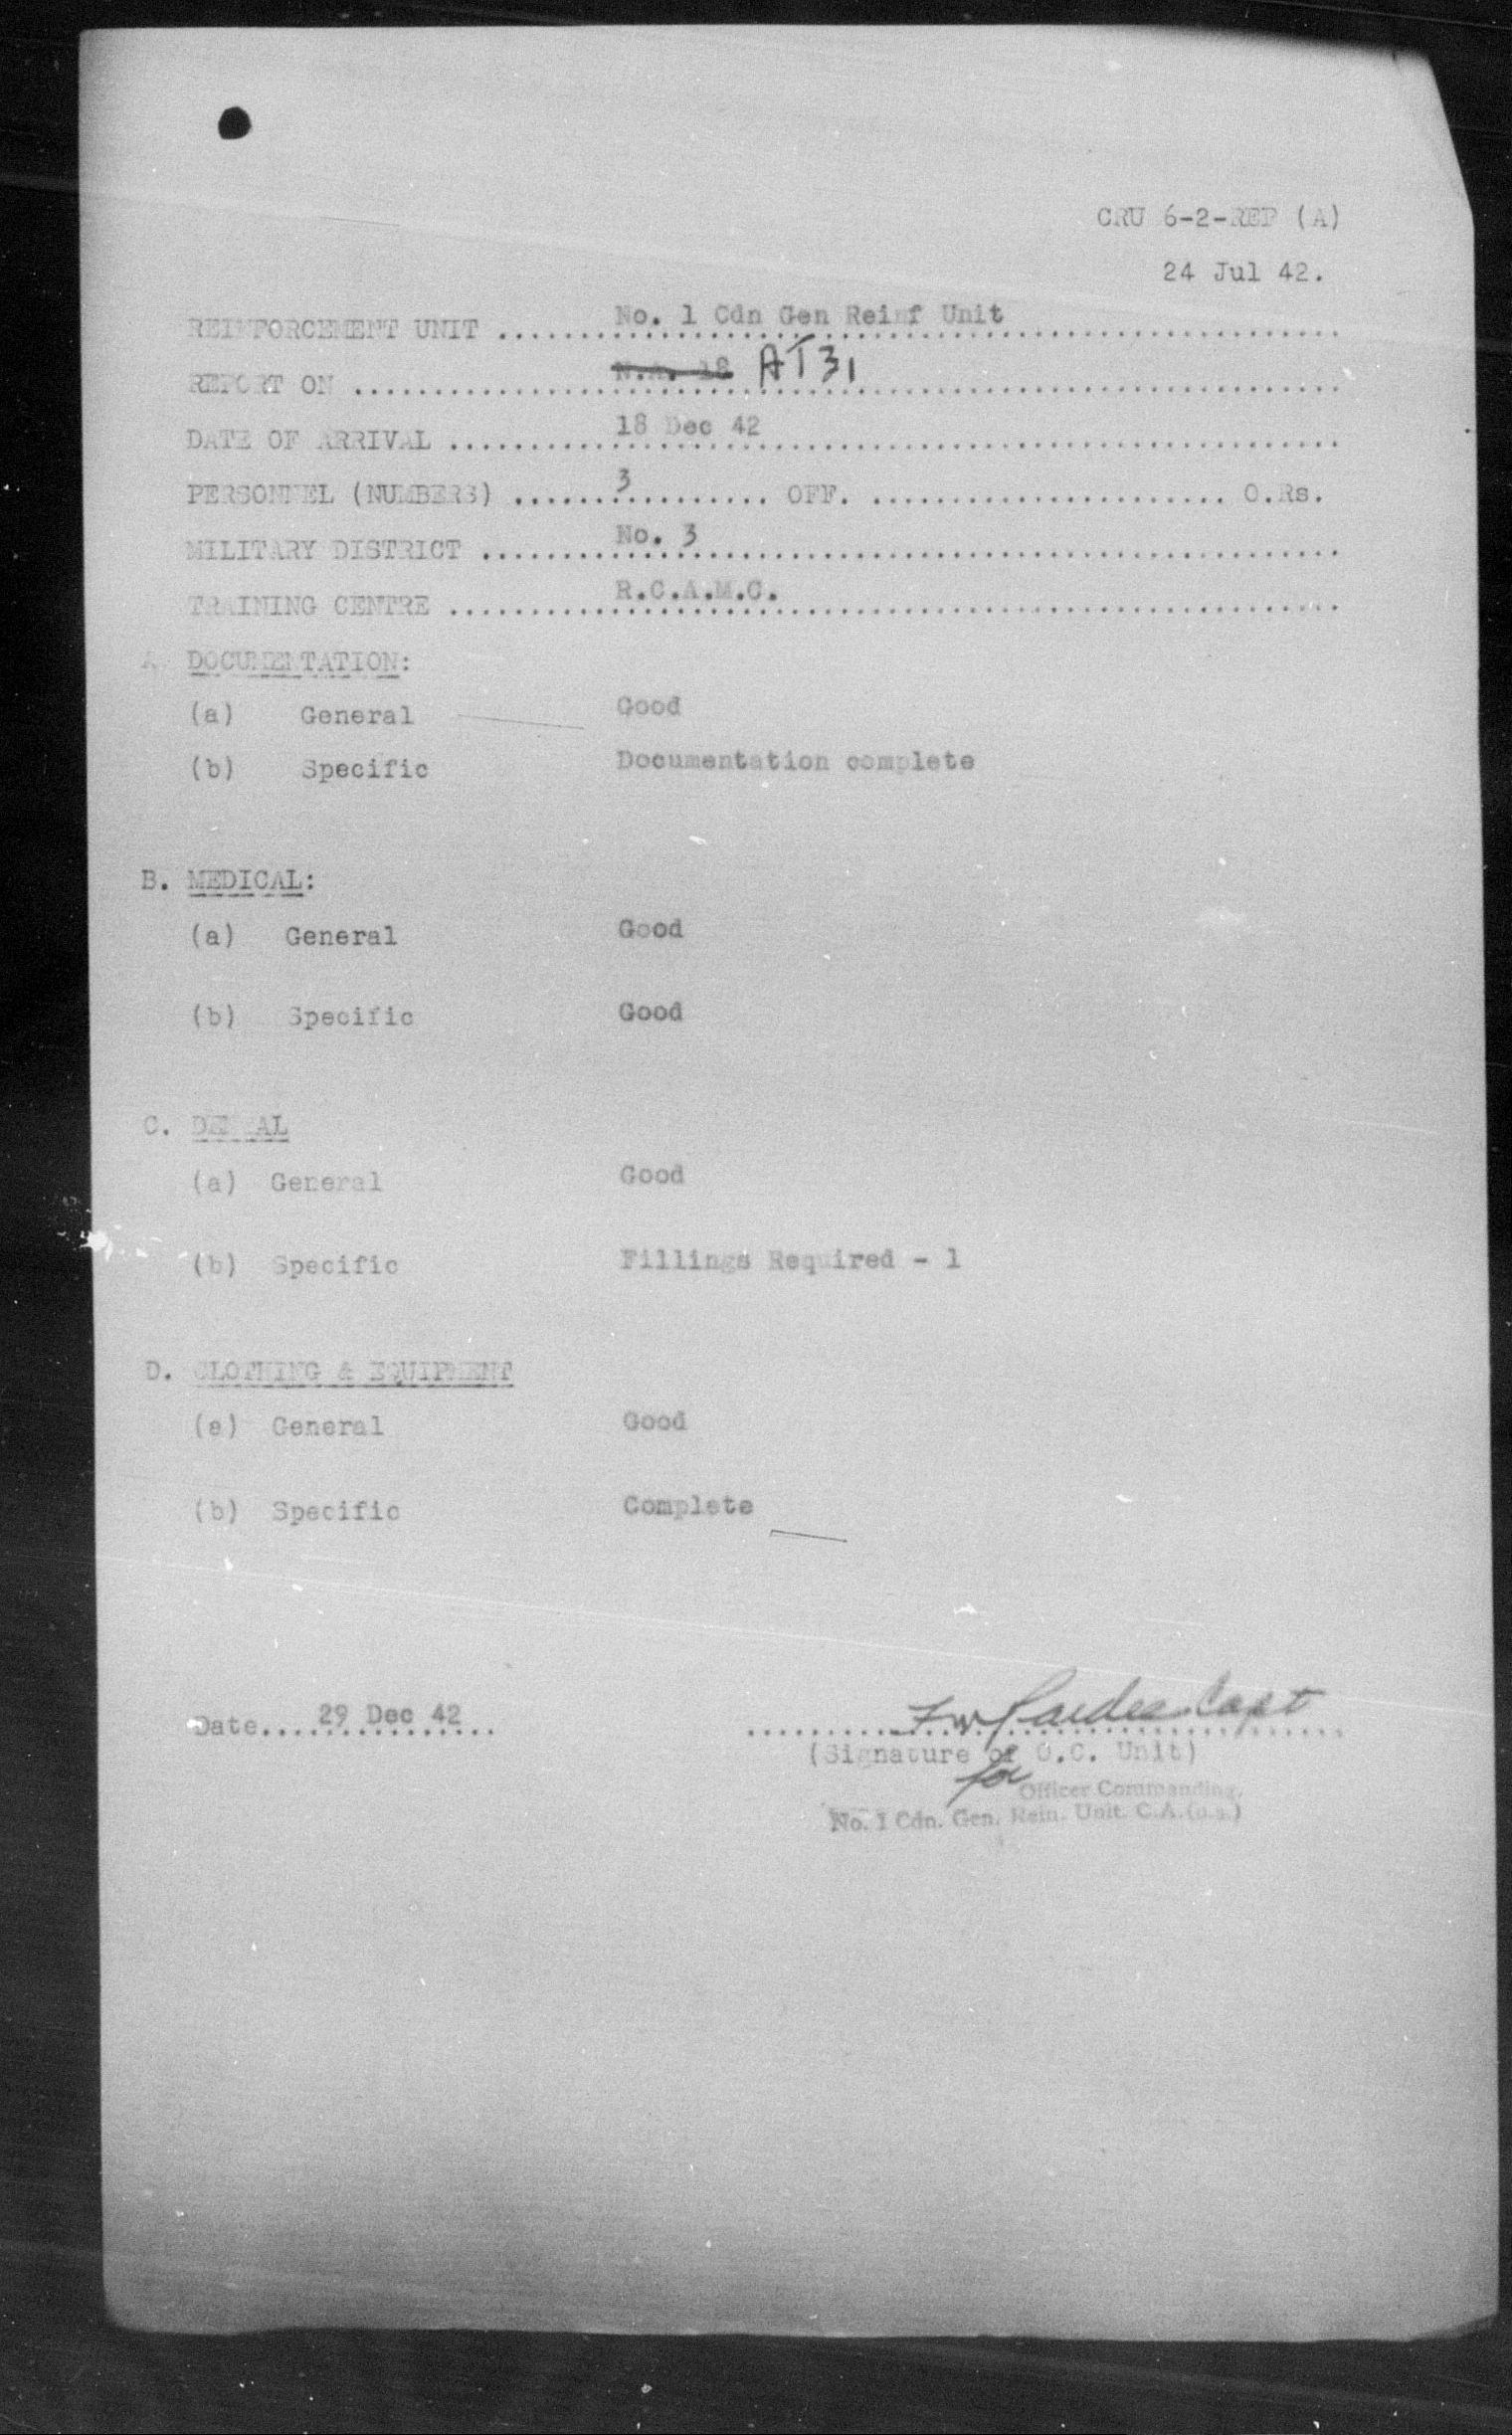 CRU 6-2-REP (A)
24 Jul 42.
REINFORCEMENT UNIT .......... No. 1 Cdn Gen Reinf Unit
REPORT ON .......... N.A. 18 AT 31
DATE OF ARRIVAL .......... 18 Dec 42
PERSONNEL (NUMBERS) .......... 3 .......... OFF. .......... O.Rs.
MILITARY DISTRICT .......... No. 3
TRAINING CENTRE .......... R.C.A.M.C.
A. DOCUMENTATION:
(a) General Good
(b) Specific Documentation complete
B. MEDICAL:
(a) General Good
(b) Specific Good
C. DENTAL
(a) General Good
(b) Specific Fillings Required - 1
D. CLOTHING & EQUIPMENT
(a) General Good
(b) Specific Complete
Date.... 29 Dec 42 .... Capt
(Signature of O.C. Unit)
for Officer Commanding,
No. 1 Cdn. Gen. Rein. Unit. C.A.(o.s.)